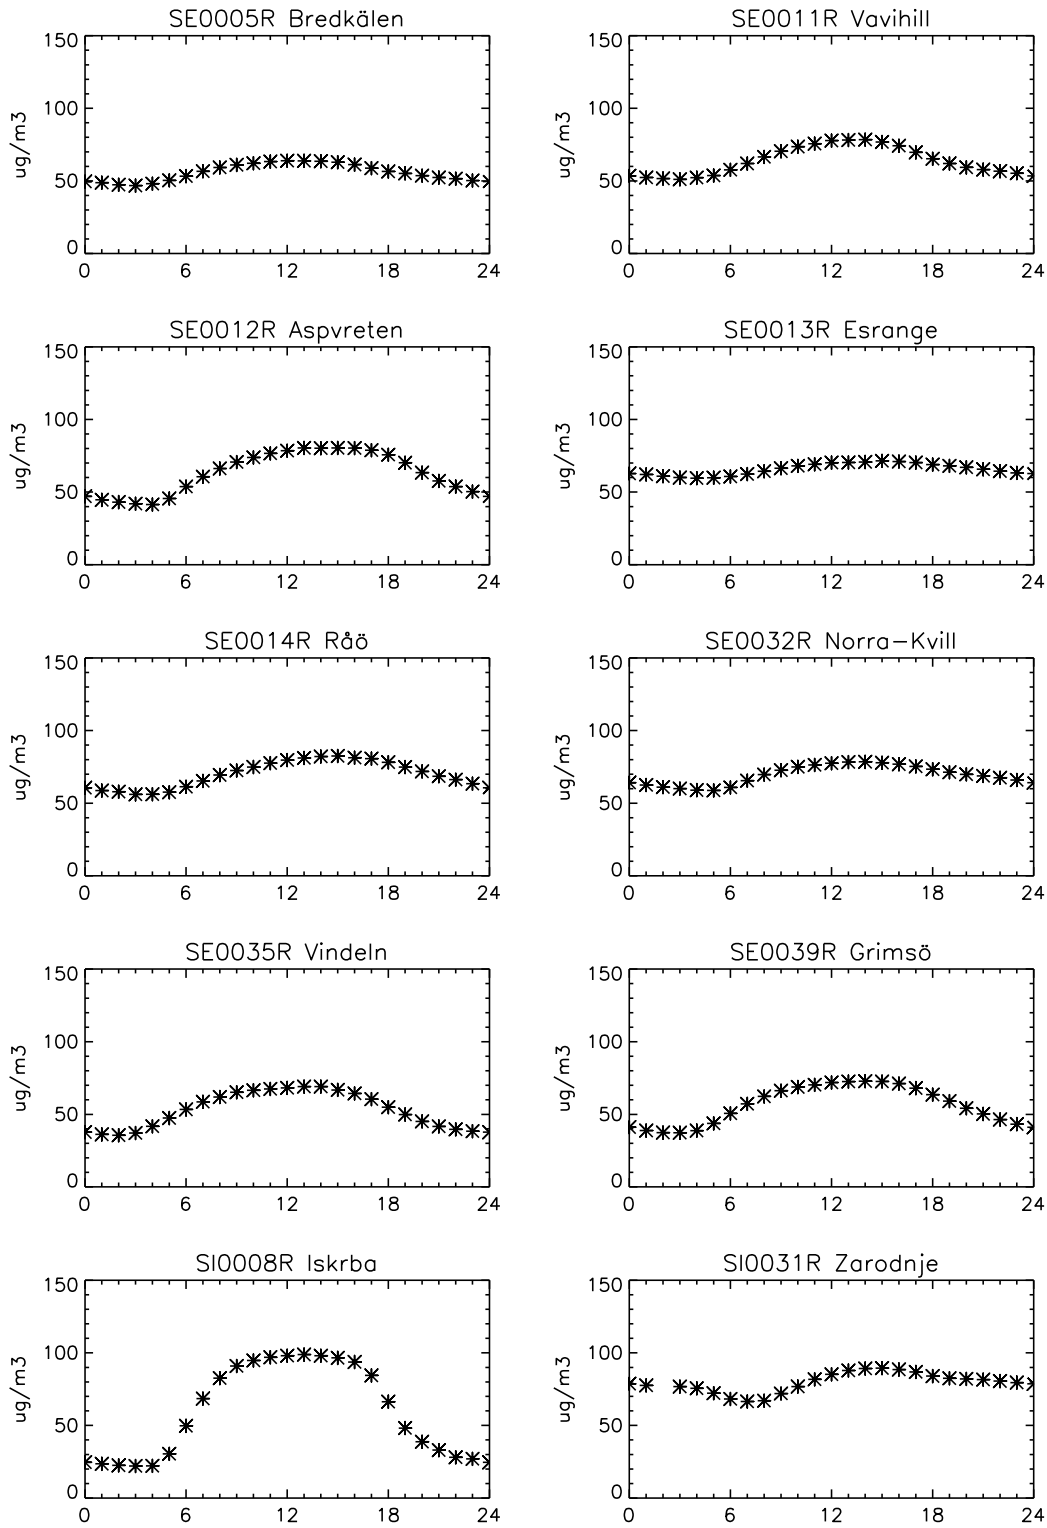 SE0005R Bredkälen
SE0011R Vavihill
150
100
50
0
ug/m3
0 6 12 18 24
150
100
50
0
ug/m3
0 6 12 18 24
SE0012R Aspvreten
SE0013R Esrange
150
100
50
0
ug/m3
0 6 12 18 24
150
100
50
0
ug/m3
0 6 12 18 24
SE0014R Råö
SE0032R Norra-Kvill
150
100
50
0
ug/m3
0 6 12 18 24
150
100
50
0
ug/m3
0 6 12 18 24
SE0035R Vindeln
SE0039R Grimsö
150
100
50
0
ug/m3
0 6 12 18 24
150
100
50
0
ug/m3
0 6 12 18 24
SI0008R Iskrba
SI0031R Zarodnje
150
100
50
0
ug/m3
0 6 12 18 24
150
100
50
0
ug/m3
0 6 12 18 24